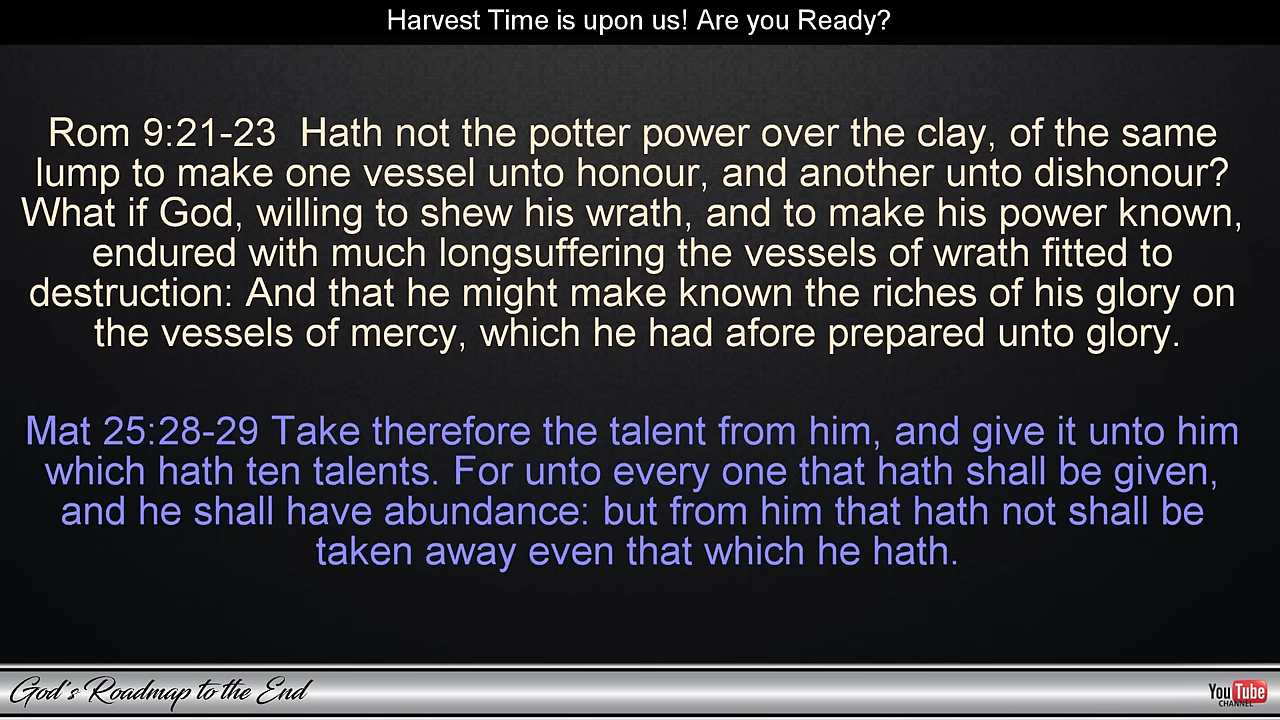 Harvest Time is upon us! Are you Ready?
Rom 9:21-23  Hath not the potter power over the clay, of the same
lump to make one vessel unto honour, and another unto dishonour?
What if God, willing to shew his wrath, and to make his power known,
endured with much longsuffering the vessels of wrath fitted to
destruction: And that he might make known the riches of his glory on
the vessels of mercy, which he had afore prepared unto glory.
Mat 25:28-29 Take therefore the talent from him, and give it unto him
which hath ten talents. For unto every one that hath shall be given,
and he shall have abundance: but from him that hath not shall be
taken away even that which he hath.
God's Roadmap to the End
YouTube
CHANNEL